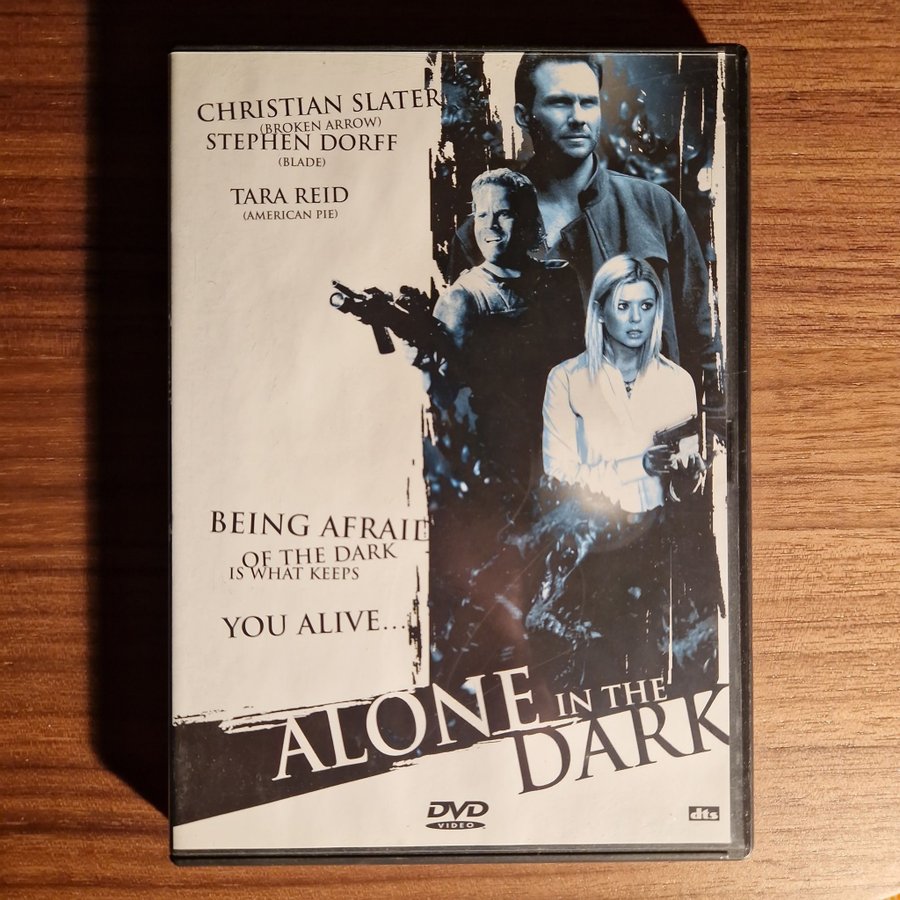 CHRISTIAN SLATER
(BROKEN ARROW)
STEPHEN DORFF
(BLADE)
TARA REID
(AMERICAN PIE)
BEING AFRAID
OF THE DARK
IS WHAT KEEPS
YOU ALIVE...
ALONE IN THE
DARK
DVD
VIDEO
dts